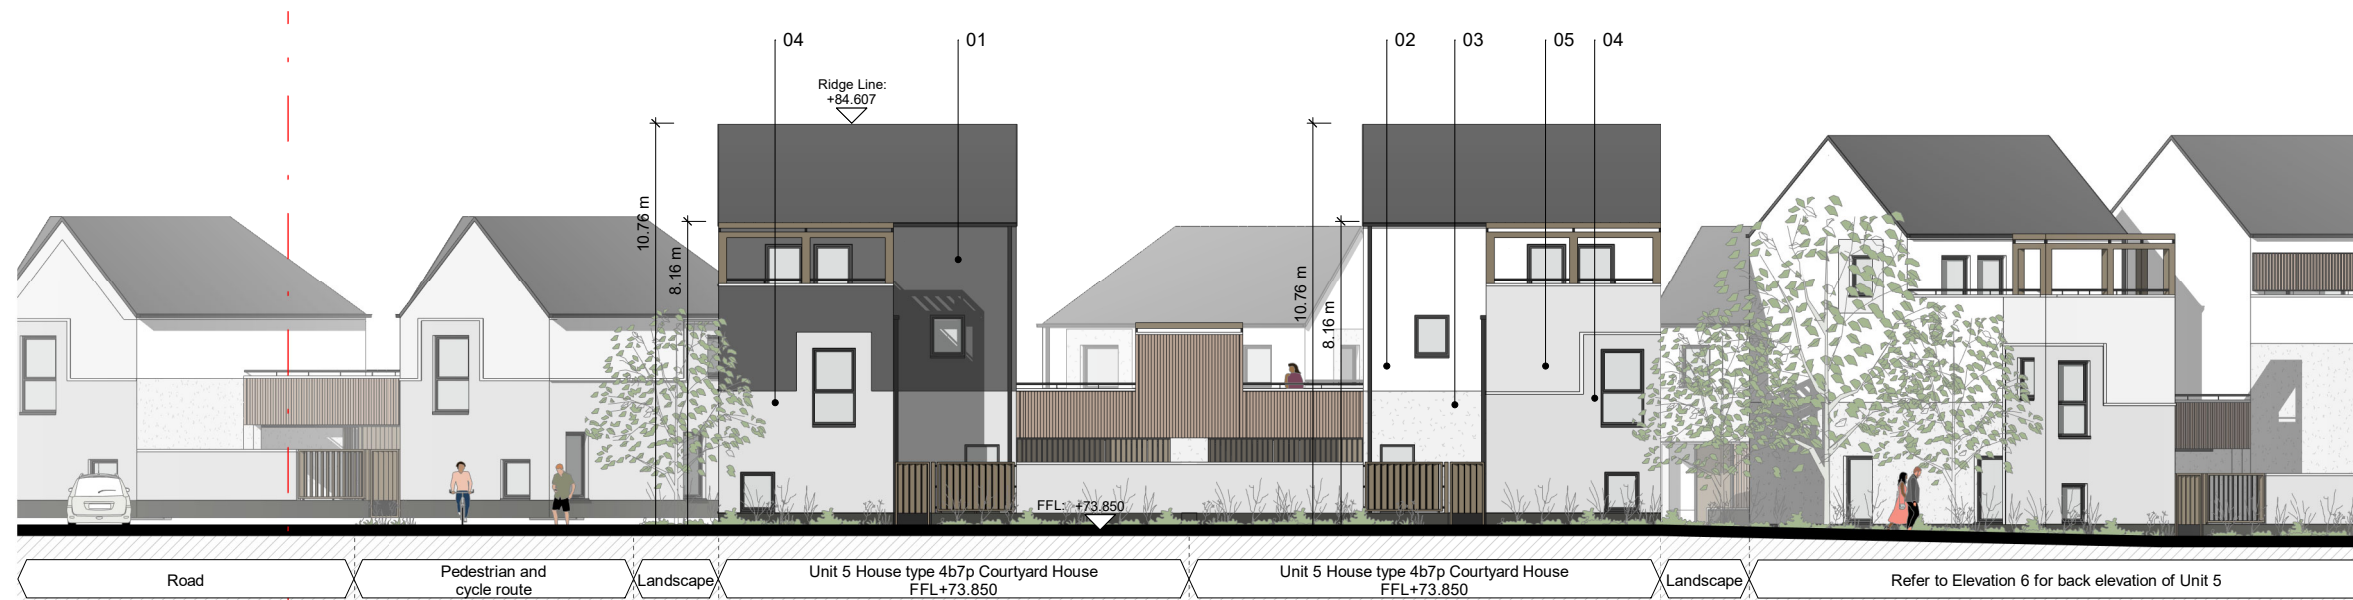 04
01
02
03
05
04
Ridge Line:
+84.607
10.76 m
8.16 m
10.76 m
8.16 m
FFL: +73.850
Road
Pedestrian and
cycle route
Landscape
Unit 5 House type 4b7p Courtyard House
FFL+73.850
Unit 5 House type 4b7p Courtyard House
FFL+73.850
Landscape
Refer to Elevation 6 for back elevation of Unit 5